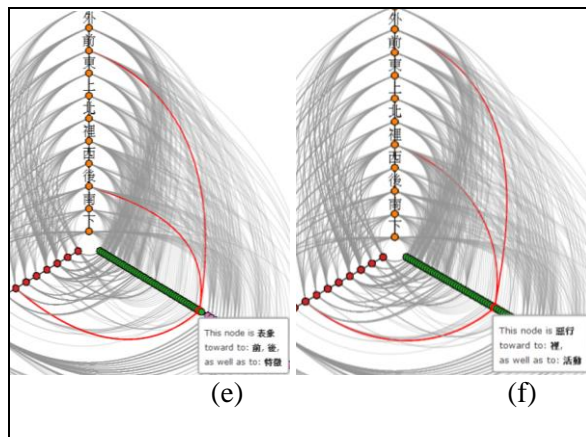 外
前
東
上
北
裡
西
後
南
下
This node is 表象
toward to: 前, 後,
as well as to: 特徵
(e)
外
前
東
上
北
裡
西
後
南
下
This node is
toward to: 裡,
as well as to: 活動
(f)